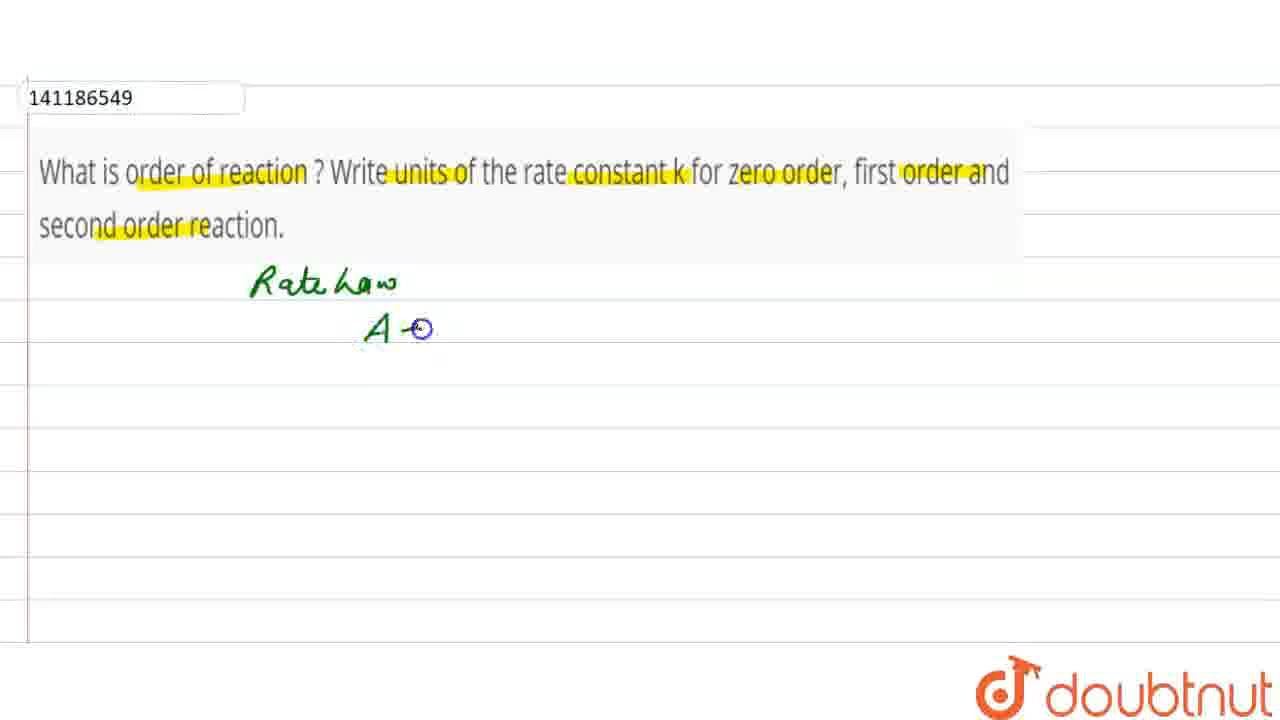 141186549
What is order of reaction ? Write units of the rate constant k for zero order, first order and
second order reaction.
Rate Law
A
doubtnut